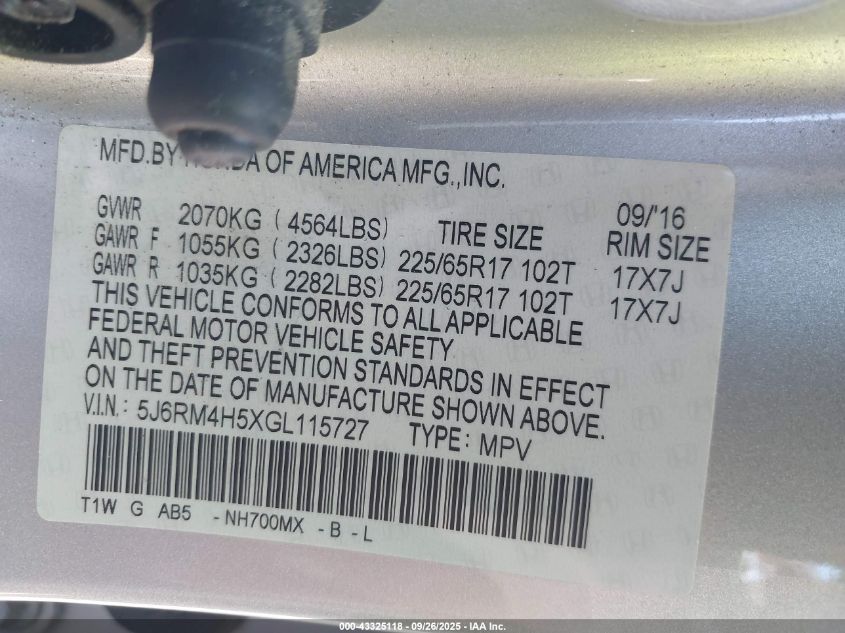 MFD.BY HONDA OF AMERICA MFG.,INC.
09/'16
GVWR 2070KG (4564LBS) TIRE SIZE RIM SIZE
GAWR F 1055KG (2326LBS) 225/65R17 102T 17X7J
GAWR R 1035KG (2282LBS) 225/65R17 102T 17X7J
THIS VEHICLE CONFORMS TO ALL APPLICABLE
FEDERAL MOTOR VEHICLE SAFETY
AND THEFT PREVENTION STANDARDS IN EFFECT
ON THE DATE OF MANUFACTURE SHOWN ABOVE.
V.I.N.: 5J6RM4H5XGL115727 TYPE: MPV
T1W G AB5 -NH700MX -B -L
000-43325118 - 09/26/2025 - IAA Inc.